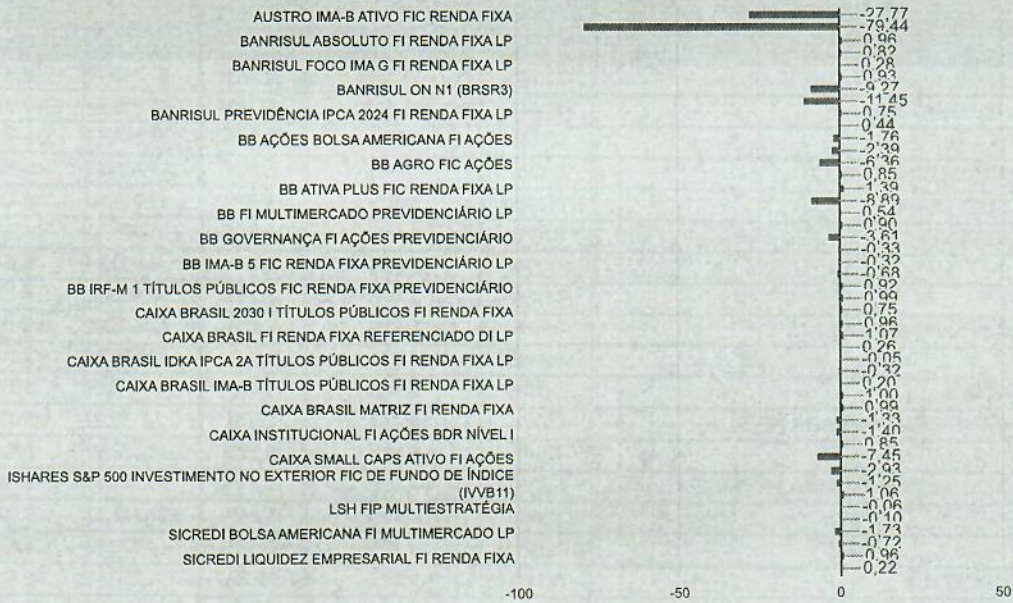 AUSTRO IMA-B ATIVO FIC RENDA FIXA
-27,77
-79,44
BANRISUL ABSOLUTO FI RENDA FIXA LP
0,96
0,82
BANRISUL FOCO IMA G FI RENDA FIXA LP
0,28
0,93
BANRISUL ON N1 (BRSR3)
-9,27
-11,45
BANRISUL PREVIDÊNCIA IPCA 2024 FI RENDA FIXA LP
0,75
0,44
BB AÇÕES BOLSA AMERICANA FI AÇÕES
-1,76
-2,39
BB AGRO FIC AÇÕES
-6,36
0,85
BB ATIVA PLUS FIC RENDA FIXA LP
1,39
-8,89
BB FI MULTIMERCADO PREVIDENCIÁRIO LP
0,54
0,90
BB GOVERNANÇA FI AÇÕES PREVIDENCIÁRIO
-3,61
-0,33
BB IMA-B 5 FIC RENDA FIXA PREVIDENCIÁRIO LP
-0,32
-0,68
BB IRF-M 1 TÍTULOS PÚBLICOS FIC RENDA FIXA PREVIDENCIÁRIO
0,92
0,99
CAIXA BRASIL 2030 I TÍTULOS PÚBLICOS FI RENDA FIXA
0,75
0,96
CAIXA BRASIL FI RENDA FIXA REFERENCIADO DI LP
1,07
0,26
CAIXA BRASIL IDKA IPCA 2A TÍTULOS PÚBLICOS FI RENDA FIXA LP
-0,05
-0,32
CAIXA BRASIL IMA-B TÍTULOS PÚBLICOS FI RENDA FIXA LP
0,20
1,00
CAIXA BRASIL MATRIZ FI RENDA FIXA
0,99
-1,33
CAIXA INSTITUCIONAL FI AÇÕES BDR NÍVEL I
-1,40
0,85
CAIXA SMALL CAPS ATIVO FI AÇÕES
-7,45
-2,93
ISHARES S&P 500 INVESTIMENTO NO EXTERIOR FIC DE FUNDO DE ÍNDICE
(IVVB11)
-1,25
1,06
LSH FIP MULTIESTRATÉGIA
-0,06
-0,10
SICREDI BOLSA AMERICANA FI MULTIMERCADO LP
-1,73
-0,72
SICREDI LIQUIDEZ EMPRESARIAL FI RENDA FIXA
0,96
0,22
-100 -50 0 50